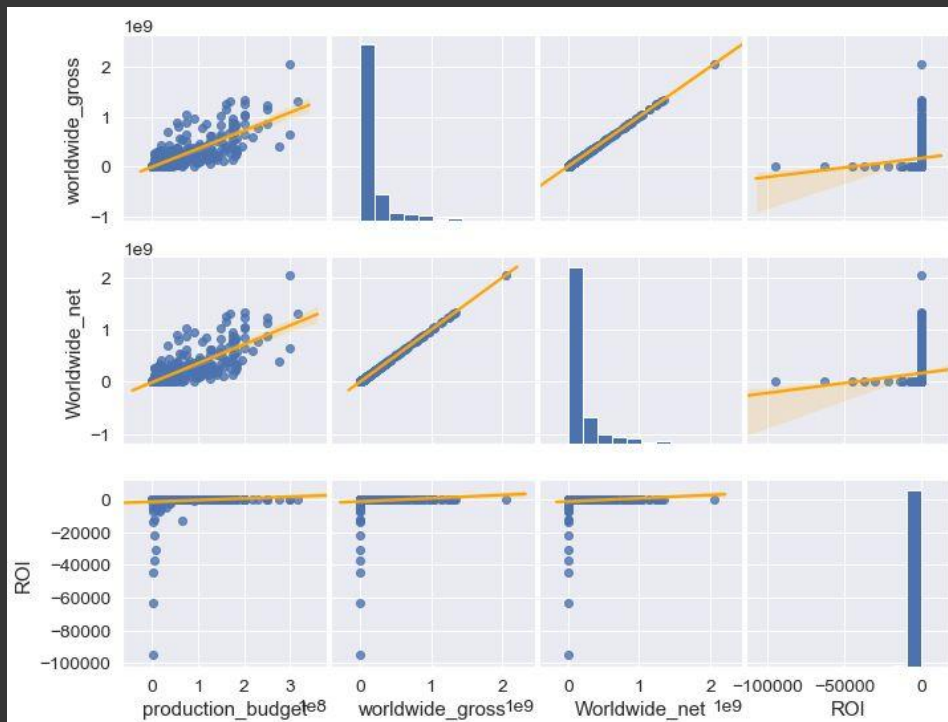 1e9
worldwide_gross
2
1
0
−1
1e9
Worldwide_net
2
1
0
−1
ROI
0
−20000
−40000
−60000
−80000
−100000
0 1 2 3 0 1 2 0 1 2 −100000 −50000 0
production_budget 1e8 worldwide_gross 1e9 Worldwide_net 1e9 ROI